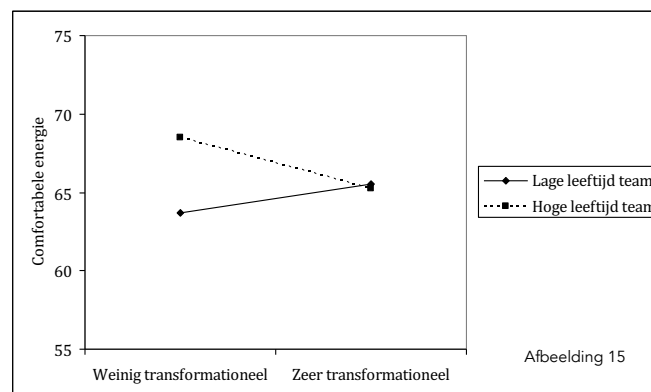 75
70
65
60
55
Comfortabele energie
Weinig transformationeel
Zeer transformationeel
Lage leeftijd team
Hoge leeftijd team
Afbeelding 15